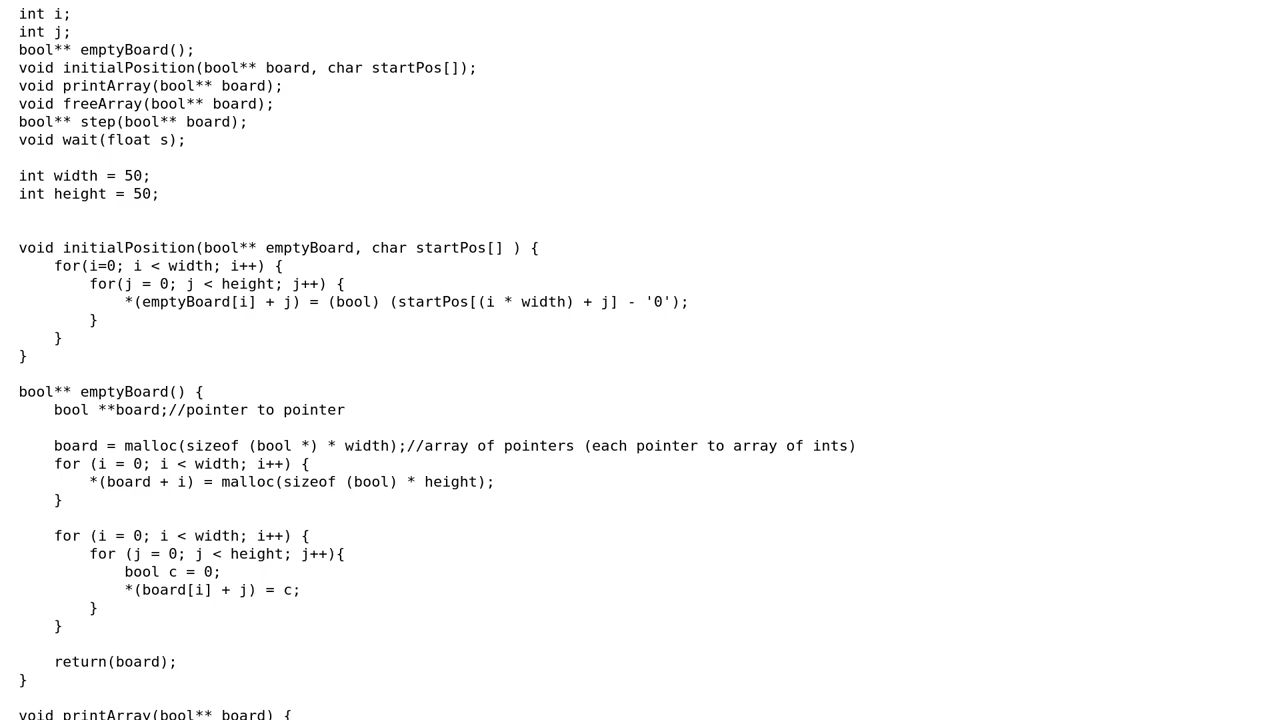 int i;
int j;
bool** emptyBoard();
void initialPosition(bool** board, char startPos[]);
void printArray(bool** board);
void freeArray(bool** board);
bool** step(bool** board);
void wait(float s);

int width = 50;
int height = 50;


void initialPosition(bool** emptyBoard, char startPos[] ) {
    for(i=0; i < width; i++) {
        for(j = 0; j < height; j++) {
            *(emptyBoard[i] + j) = (bool) (startPos[(i * width) + j] - '0');
        }
    }
}

bool** emptyBoard() {
    bool **board;//pointer to pointer

    board = malloc(sizeof (bool *) * width);//array of pointers (each pointer to array of ints)
    for (i = 0; i < width; i++) {
        *(board + i) = malloc(sizeof (bool) * height);
    }

    for (i = 0; i < width; i++) {
        for (j = 0; j < height; j++){
            bool c = 0;
            *(board[i] + j) = c;
        }
    }

    return(board);
}

void printArray(bool** board) {